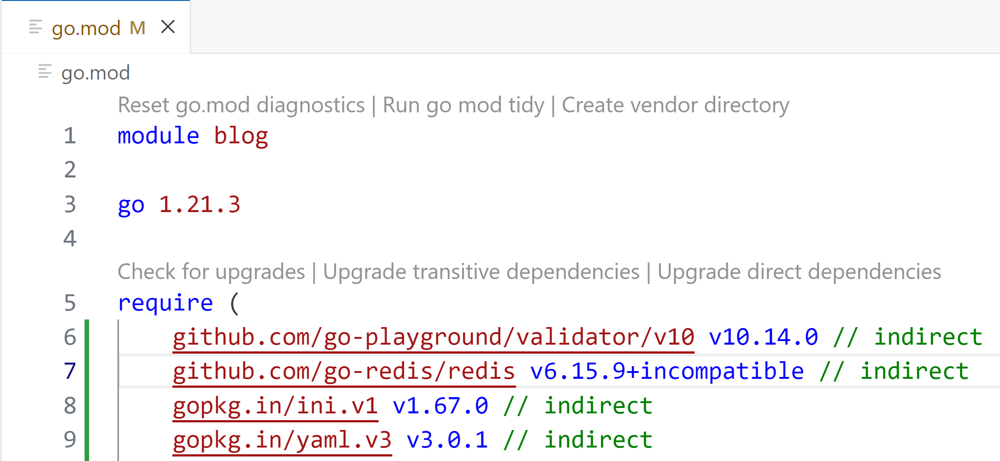 go.mod M
go.mod
Reset go.mod diagnostics | Run go mod tidy | Create vendor directory
1 module blog
2
3 go 1.21.3
4
Check for upgrades | Upgrade transitive dependencies | Upgrade direct dependencies
5 require (
6 github.com/go-playground/validator/v10 v10.14.0 // indirect
7 github.com/go-redis/redis v6.15.9+incompatible // indirect
8 gopkg.in/ini.v1 v1.67.0 // indirect
9 gopkg.in/yaml.v3 v3.0.1 // indirect